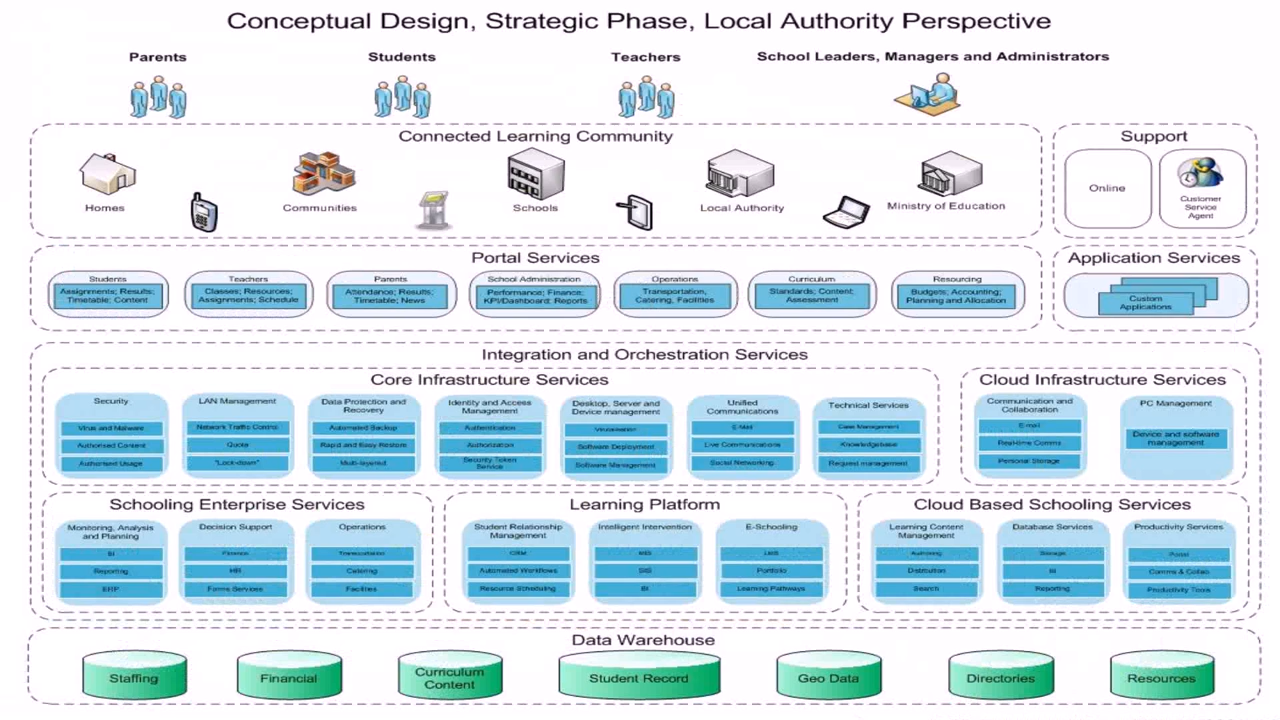 Conceptual Design, Strategic Phase, Local Authority Perspective
Parents
Students
Teachers
School Leaders, Managers and Administrators
Connected Learning Community
Homes
Communities
Schools
Local Authority
Ministry of Education
Support
Online
Customer
Service
Agent
Portal Services
Students
Assignments; Results;
Timetable; Content
Teachers
Classes; Resources;
Assignments; Schedule
Parents
Attendance; Results;
Timetable; News
School Administration
Performance; Finance;
KPI/Dashboard; Reports
Operations
Transportation,
Catering, Facilities
Curriculum
Standards; Content;
Assessment
Resourcing
Budgets; Accounting;
Planning and Allocation
Application Services
Custom
Applications
Integration and Orchestration Services
Core Infrastructure Services
Security
Virus and Malware
Authorised Content
Authorised Usage
LAN Management
Network Traffic Control
Quota
"Lock-down"
Data Protection and
Recovery
Automated Backup
Rapid and Easy Restore
Multi-layered
Identity and Access
Management
Authentication
Authorization
Security Token
Service
Desktop, Server and
Device management
Virtualisation
Software Deployment
Software Management
Unified
Communications
E-Mail
Live Communications
Social Networking
Technical Services
Case Management
Knowledgebase
Request management
Cloud Infrastructure Services
Communication and
Collaboration
E-mail
Real-time Comms
Personal Storage
PC Management
Device and software
management
Schooling Enterprise Services
Monitoring, Analysis
and Planning
BI
Reporting
ERP
Decision Support
Finance
HR
Forms Services
Operations
Transportation
Catering
Facilities
Learning Platform
Student Relationship
Management
CRM
Automated Workflows
Resource Scheduling
Intelligent Intervention
SIS
BI
E-Schooling
LMS
Portfolio
Learning Pathways
Cloud Based Schooling Services
Learning Content
Management
Authoring
Distribution
Search
Database Services
Storage
BI
Reporting
Productivity Services
Portal
Comms & Collab
Productivity Tools
Data Warehouse
Staffing
Financial
Curriculum
Content
Student Record
Geo Data
Directories
Resources